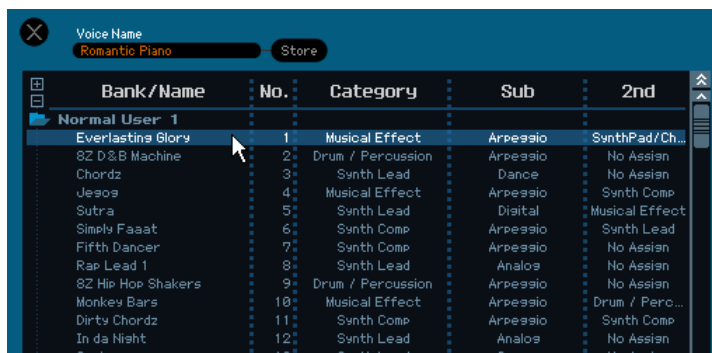 Voice Name
Romantic Piano Store
Bank/Name No. Category Sub 2nd
Normal User 1
Everlasting Glory 1 Musical Effect Arpeggio SynthPad/Ch...
8Z D&B Machine 2 Drum / Percussion Arpeggio No Assign
Chordz 3 Synth Lead Dance No Assign
Jegog 4 Musical Effect Arpeggio Synth Comp
Sutra 5 Synth Lead Digital Musical Effect
Simply Faaat 6 Synth Comp Arpeggio Synth Lead
Fifth Dancer 7 Synth Comp Arpeggio No Assign
Rap Lead 1 8 Synth Lead Analog No Assign
8Z Hip Hop Shakers 9 Drum / Percussion Arpeggio No Assign
Monkey Bars 10 Musical Effect Arpeggio Drum / Perc...
Dirty Chordz 11 Synth Comp Arpeggio Synth Comp
In da Night 12 Synth Lead Analog No Assign